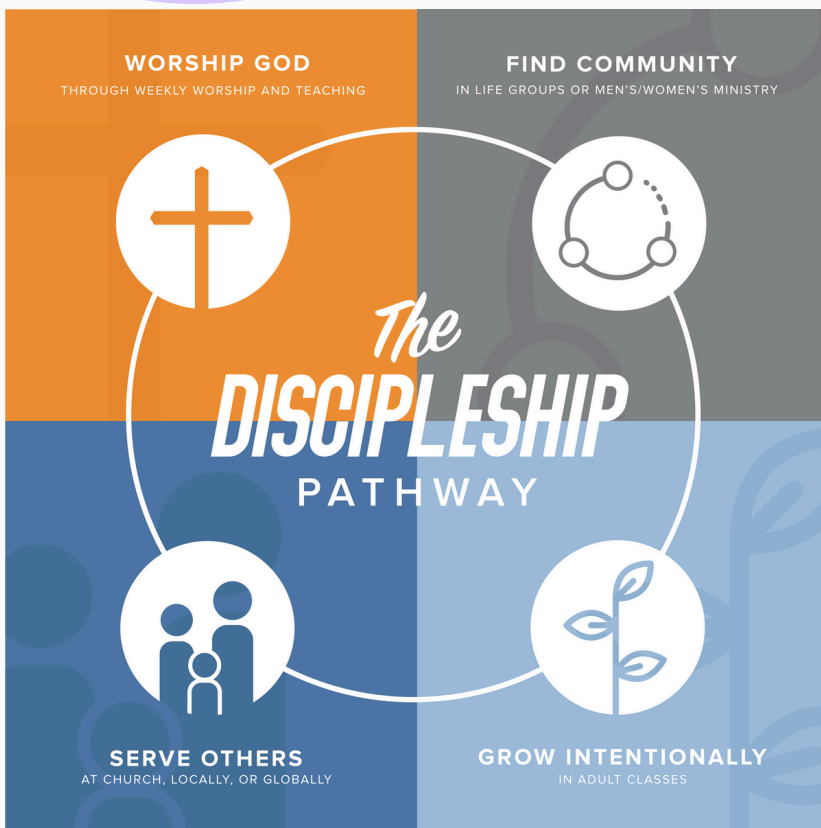 WORSHIP GOD
THROUGH WEEKLY WORSHIP AND TEACHING
FIND COMMUNITY
IN LIFE GROUPS OR MEN'S/WOMEN'S MINISTRY
The
DISCIPLESHIP
PATHWAY
SERVE OTHERS
AT CHURCH, LOCALLY, OR GLOBALLY
GROW INTENTIONALLY
IN ADULT CLASSES